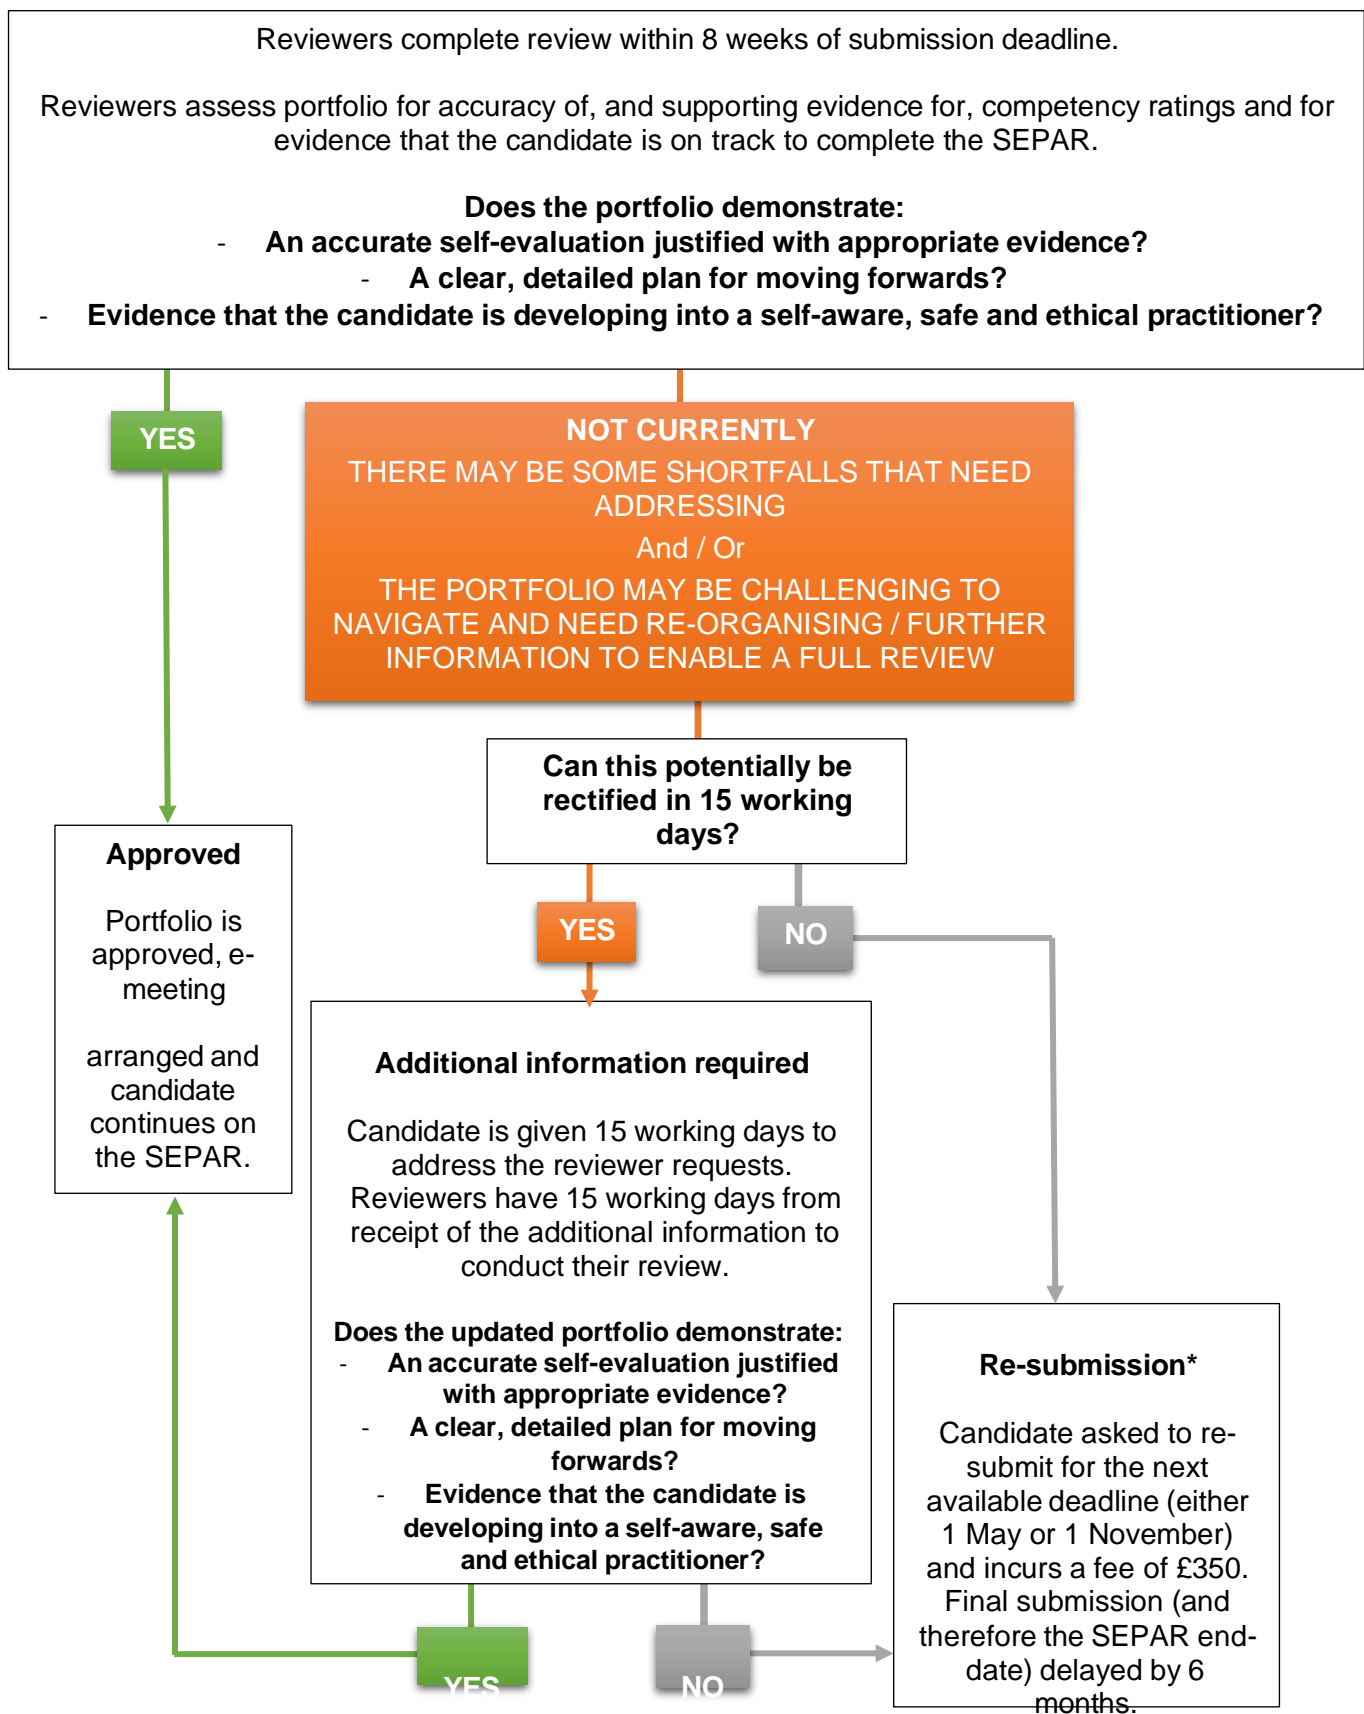 Reviewers complete review within 8 weeks of submission deadline.
Reviewers assess portfolio for accuracy of, and supporting evidence for, competency ratings and for
evidence that the candidate is on track to complete the SEPAR.
Does the portfolio demonstrate:
- An accurate self-evaluation justified with appropriate evidence?
- A clear, detailed plan for moving forwards?
- Evidence that the candidate is developing into a self-aware, safe and ethical practitioner?
YES
NOT CURRENTLY
THERE MAY BE SOME SHORTFALLS THAT NEED
ADDRESSING
And / Or
THE PORTFOLIO MAY BE CHALLENGING TO
NAVIGATE AND NEED RE-ORGANISING / FURTHER
INFORMATION TO ENABLE A FULL REVIEW
Can this potentially be
rectified in 15 working
days?
YES
NO
Approved
Portfolio is
approved, e-
meeting
arranged and
candidate
continues on
the SEPAR.
Additional information required
Candidate is given 15 working days to
address the reviewer requests.
Reviewers have 15 working days from
receipt of the additional information to
conduct their review.
Does the updated portfolio demonstrate:
- An accurate self-evaluation justified
with appropriate evidence?
- A clear, detailed plan for moving
forwards?
- Evidence that the candidate is
developing into a self-aware, safe
and ethical practitioner?
Re-submission*
Candidate asked to re-
submit for the next
available deadline (either
1 May or 1 November)
and incurs a fee of £350.
Final submission (and
therefore the SEPAR end-
date) delayed by 6
months.
YES
NO